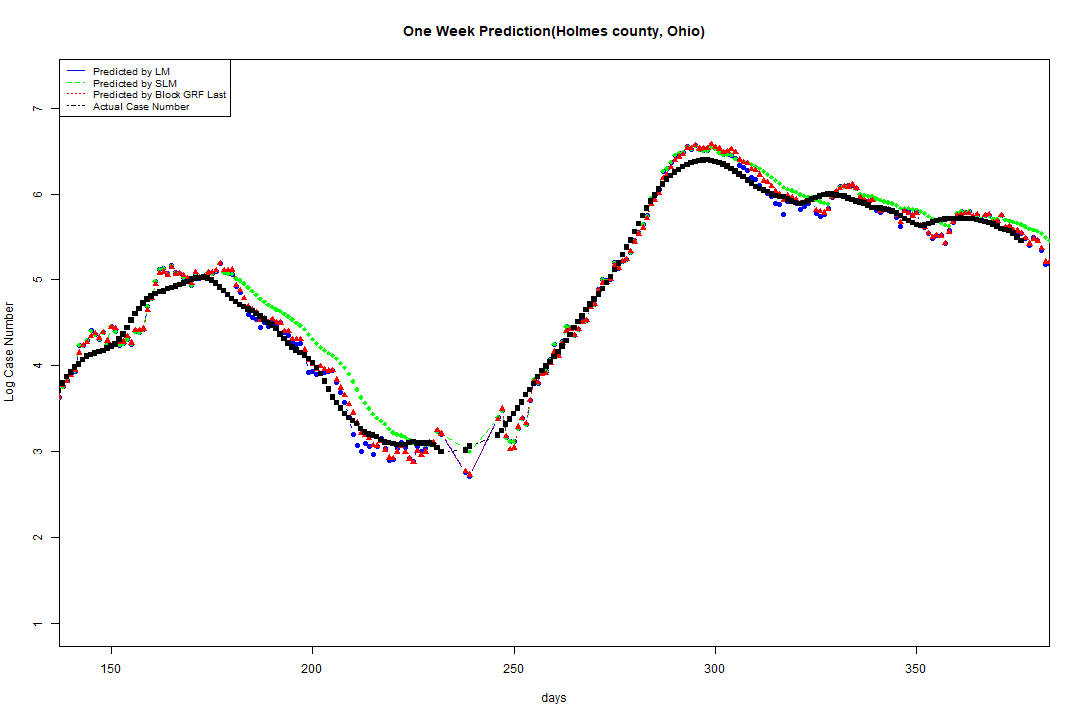 One Week Prediction(Holmes county, Ohio)
Predicted by LM
Predicted by SLM
Predicted by Block GRF Last
Actual Case Number
7
6
5
4
3
2
1
Log Case Number
150 200 250 300 350
days